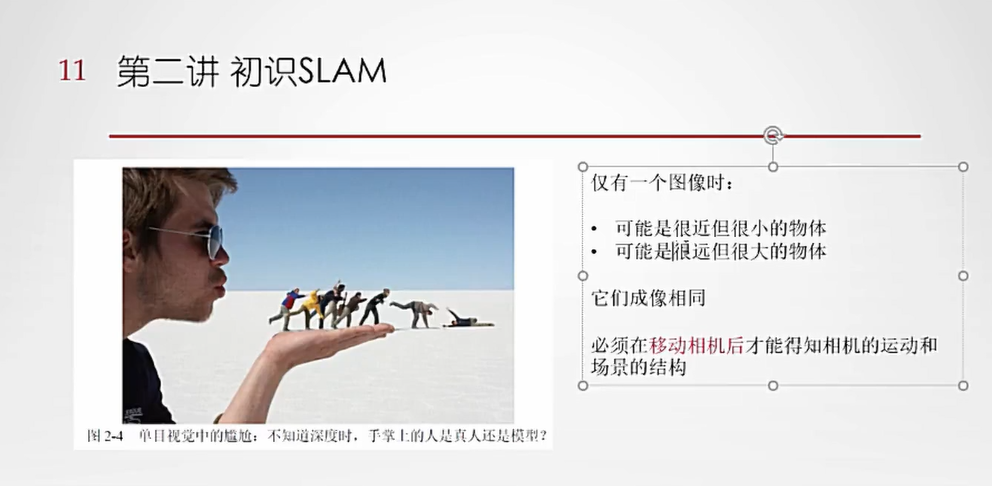 11 第二讲 初识SLAM
仅有一个图像时：
• 可能是很近但很小的物体
• 可能是很远但很大的物体
它们成像相同
必须在移动相机后才能得知相机的运动和
场景的结构
图 2-4 单目视觉中的尴尬：不知道深度时，手掌上的人是真人还是模型？